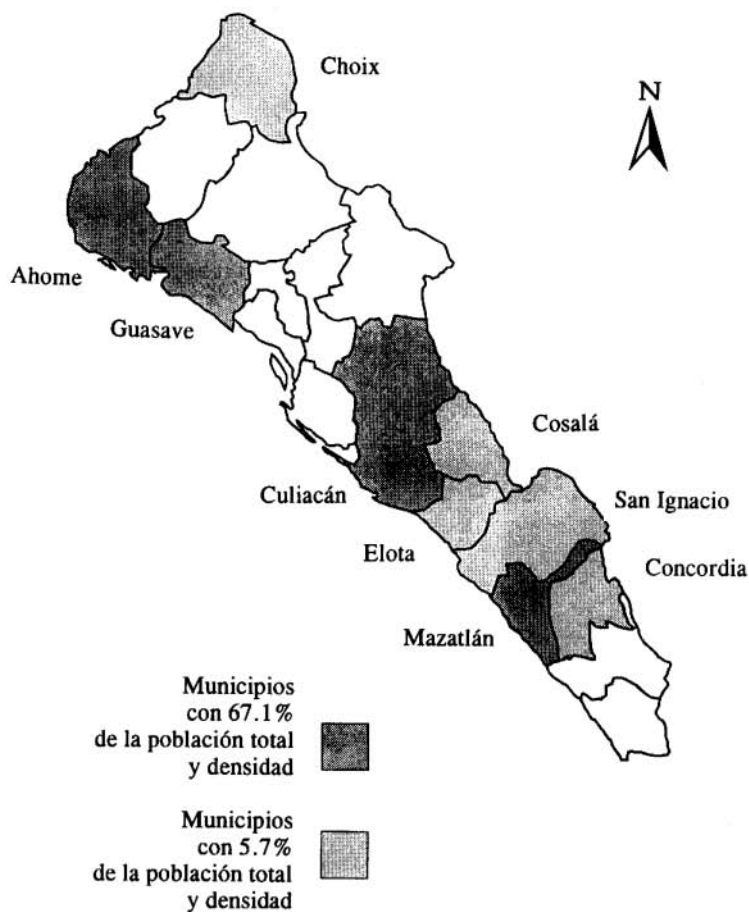 Choix
N
Ahome
Guasave
Cosalá
Culiacán
San Ignacio
Elota
Concordia
Mazatlán
Municipios
con 67.1%
de la población total
y densidad
Municipios
con 5.7%
de la población total
y densidad